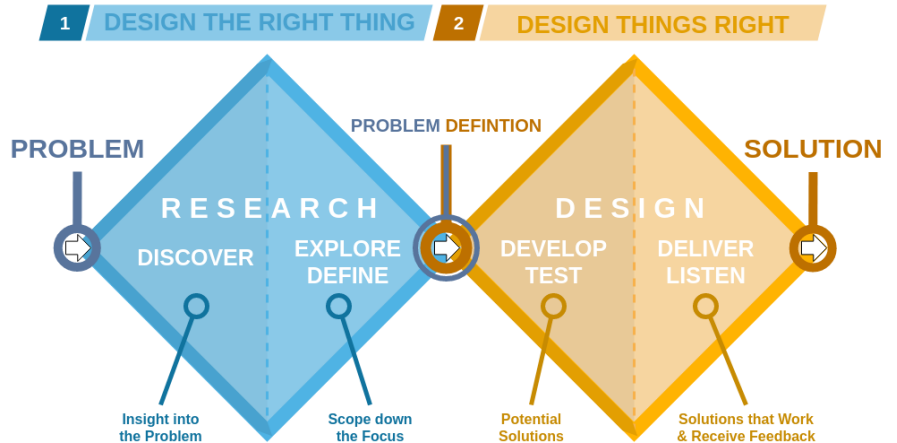 1 DESIGN THE RIGHT THING
2 DESIGN THINGS RIGHT
PROBLEM
PROBLEM DEFINTION
SOLUTION
RESEARCH
DESIGN
DISCOVER
EXPLORE
DEFINE
DEVELOP
TEST
DELIVER
LISTEN
Insight into
the Problem
Scope down
the Focus
Potential
Solutions
Solutions that Work
& Receive Feedback